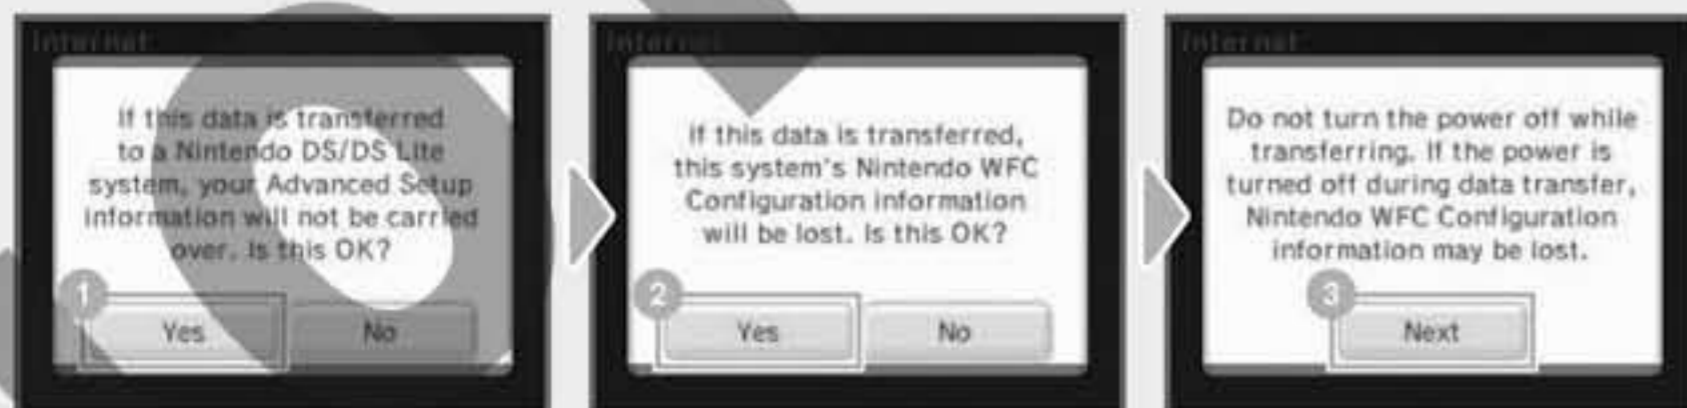 Internet
If this data is transferred
to a Nintendo DS/DS Lite
system, your Advanced Setup
information will not be carried
over. Is this OK?
1
Yes
No
Internet
If this data is transferred,
this system's Nintendo WFC
Configuration information
will be lost. Is this OK?
2
Yes
No
Internet
Do not turn the power off while
transferring. If the power is
turned off during data transfer,
Nintendo WFC Configuration
information may be lost.
3
Next